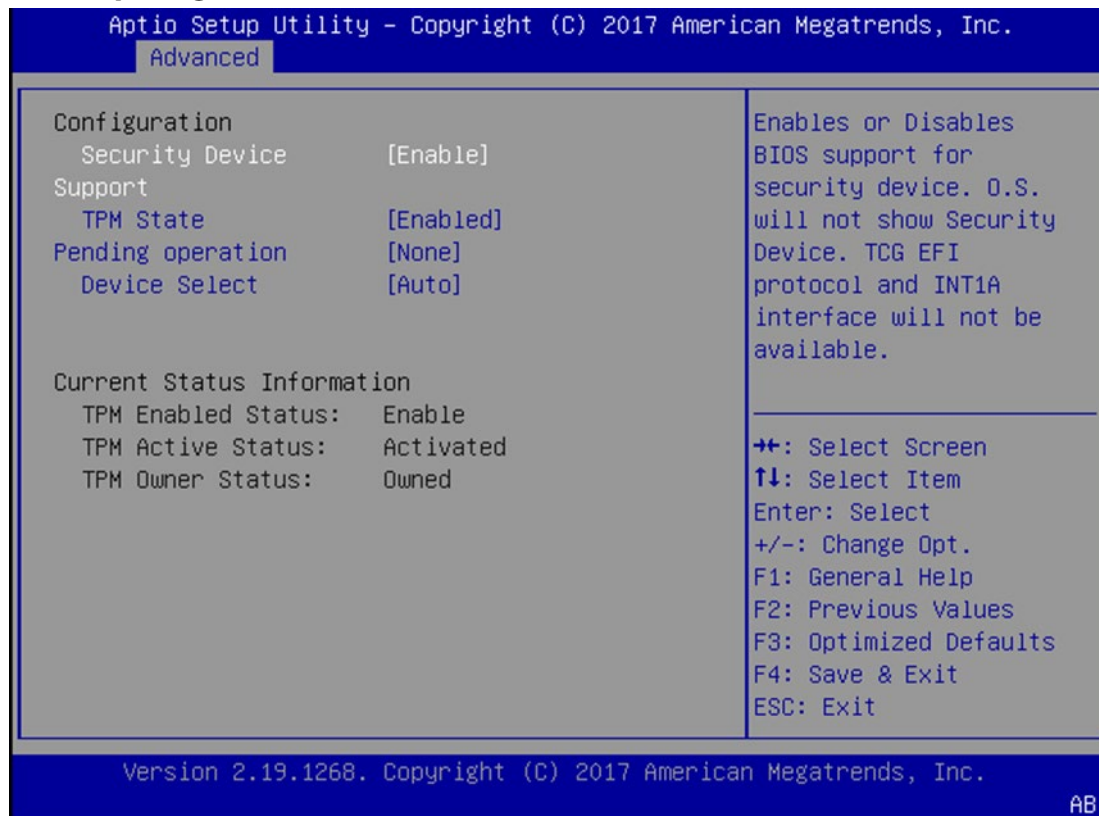 Aptio Setup Utility – Copyright (C) 2017 American Megatrends, Inc.
Advanced
Configuration
Security Device [Enable]
Support
TPM State [Enabled]
Pending operation [None]
Device Select [Auto]
Current Status Information
TPM Enabled Status: Enable
TPM Active Status: Activated
TPM Owner Status: Owned
Enables or Disables
BIOS support for
security device. O.S.
will not show Security
Device. TCG EFI
protocol and INT1A
interface will not be
available.
→←: Select Screen
↑↓: Select Item
Enter: Select
+/-: Change Opt.
F1: General Help
F2: Previous Values
F3: Optimized Defaults
F4: Save & Exit
ESC: Exit
Version 2.19.1268. Copyright (C) 2017 American Megatrends, Inc.
AB